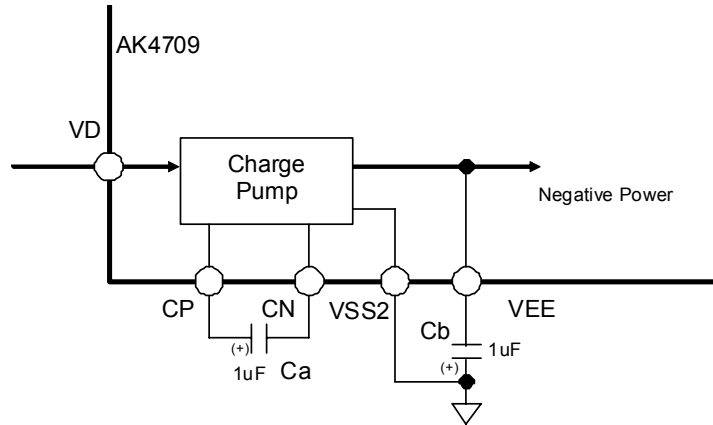 AK4709
VD
Charge
Pump
Negative Power
CP
CN
VSS2
VEE
(+)
1uF
Ca
Cb
1uF
(+)